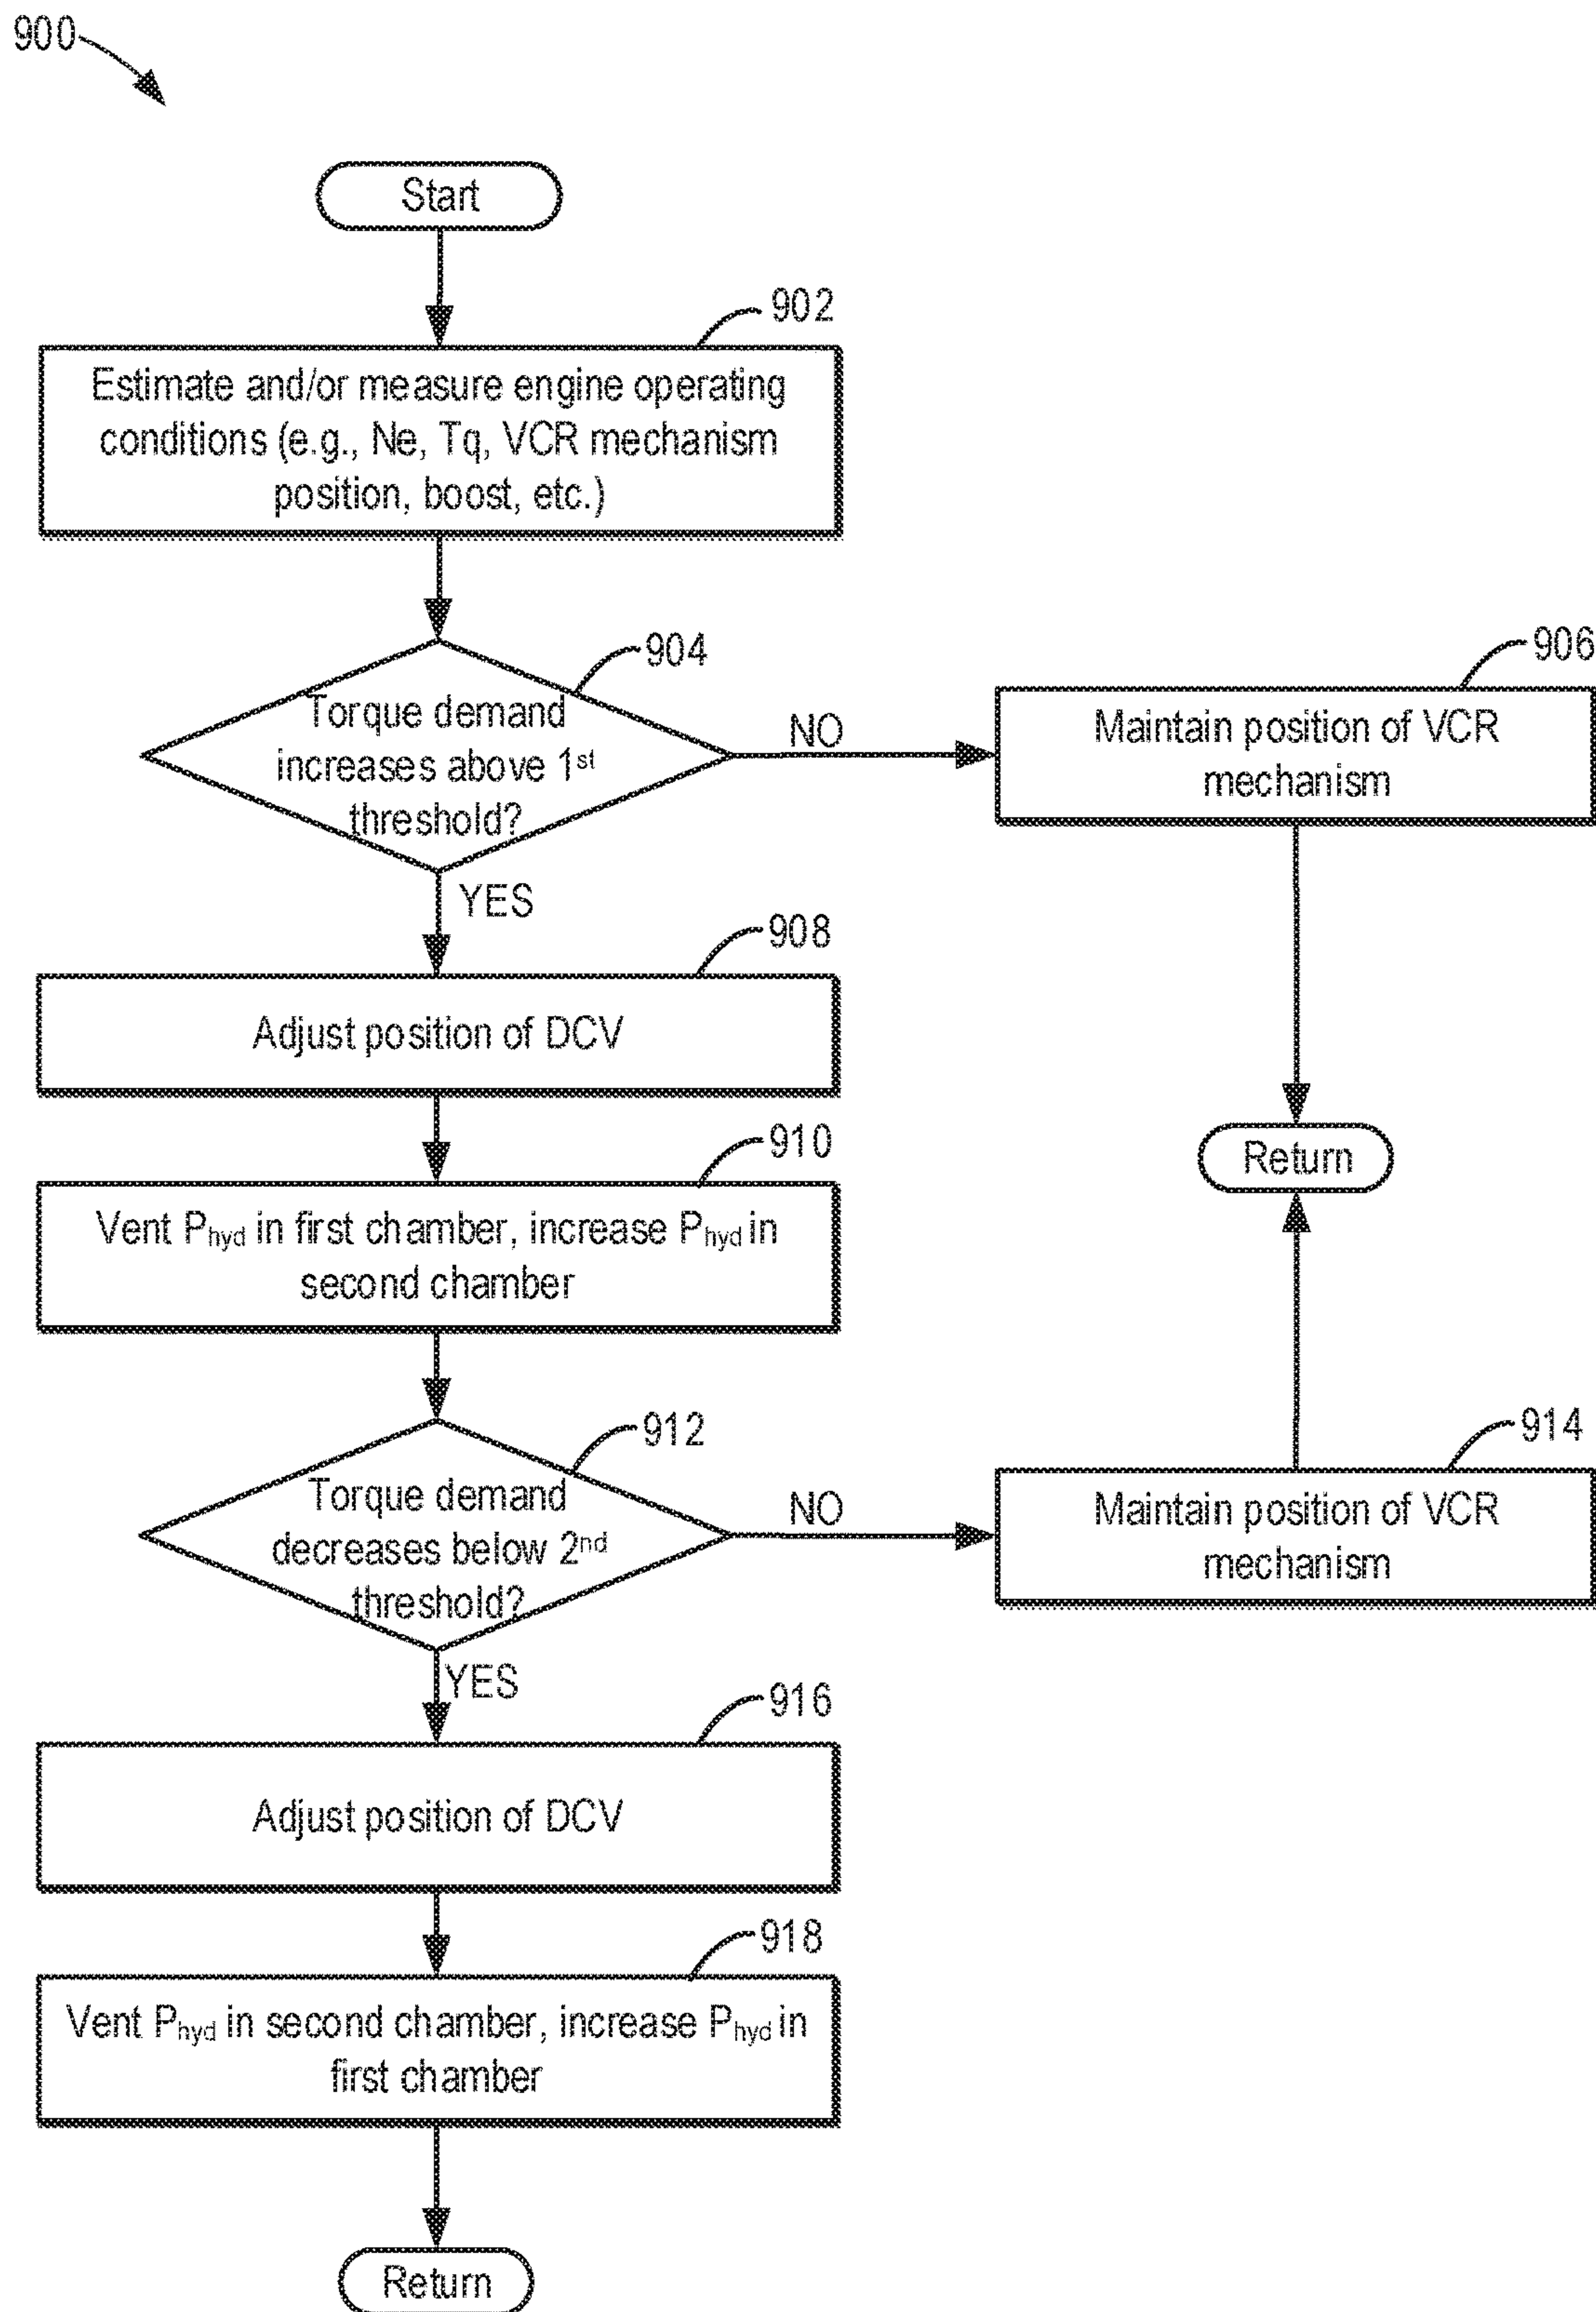 900
Start
902
Estimate and/or measure engine operating
conditions (e.g., Ne, Tq, VCR mechanism
position, boost, etc.)
904
Torque demand
increases above 1st
threshold?
NO
906
Maintain position of VCR
mechanism
YES
908
Adjust position of DCV
910
Vent Phyd in first chamber, increase Phyd in
second chamber
Return
912
Torque demand
decreases below 2nd
threshold?
NO
914
Maintain position of VCR
mechanism
YES
916
Adjust position of DCV
918
Vent Phyd in second chamber, increase Phyd in
first chamber
Return